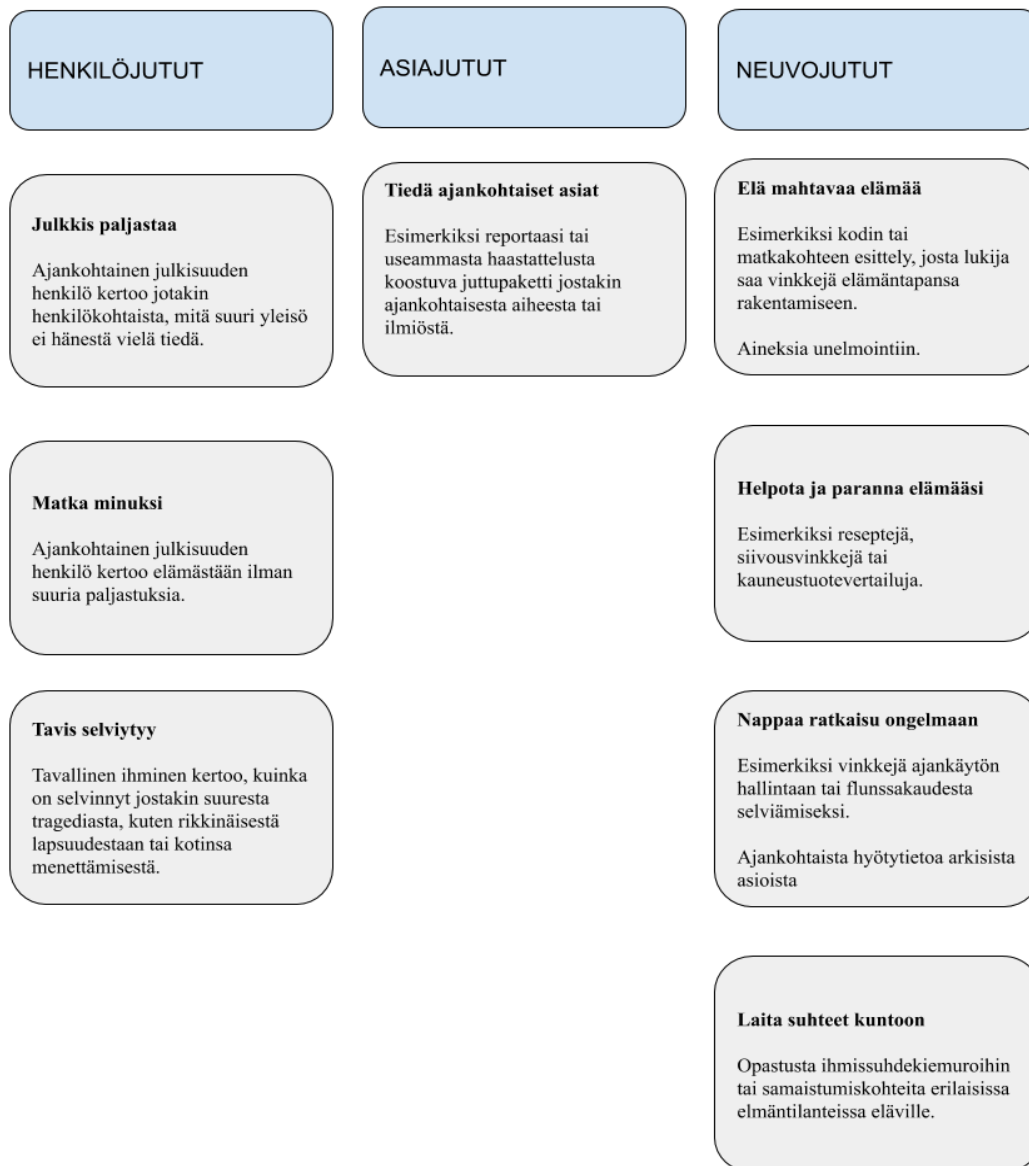 HENKILÖJUTUT
ASIAJUTUT
NEUVOJUTUT
Julkkis paljastaa
Ajankohtainen julkisuuden
henkilö kertoo jotakin
henkilökohtaista, mitä suuri yleisö
ei hänestä vielä tiedä.
Matka minuksi
Ajankohtainen julkisuuden
henkilö kertoo elämästään ilman
suuria paljastuksia.
Tavis selviytyy
Tavallinen ihminen kertoo, kuinka
on selvinnyt jostakin suuresta
tragediasta, kuten rikkinäisestä
lapsuudestaan tai kotinsa
menettämisestä.
Tiedä ajankohtaiset asiat
Esimerkiksi reportaasi tai
useammasta haastattelusta
koostuva juttupaketti jostakin
ajankohtaisesta aiheesta tai
ilmiöstä.
Elä mahtavaa elämää
Esimerkiksi kodin tai
matkakohteen esittely, josta lukija
saa vinkkejä elämäntapansa
rakentamiseen.
Aineksia unelmointiin.
Helpota ja paranna elämääsi
Esimerkiksi reseptejä,
siivousvinkkejä tai
kauneustuotevertailuja.
Nappaa ratkaisu ongelmaan
Esimerkiksi vinkkejä ajankäytön
hallintaan tai flunssakaudesta
selviämiseksi.
Ajankohtaista hyötytietoa arkisista
asioista
Laita suhteet kuntoon
Opastusta ihmissuhdekiemuroihin
tai samaistumiskohteita erilaisissa
elmäntilanteissa eläville.